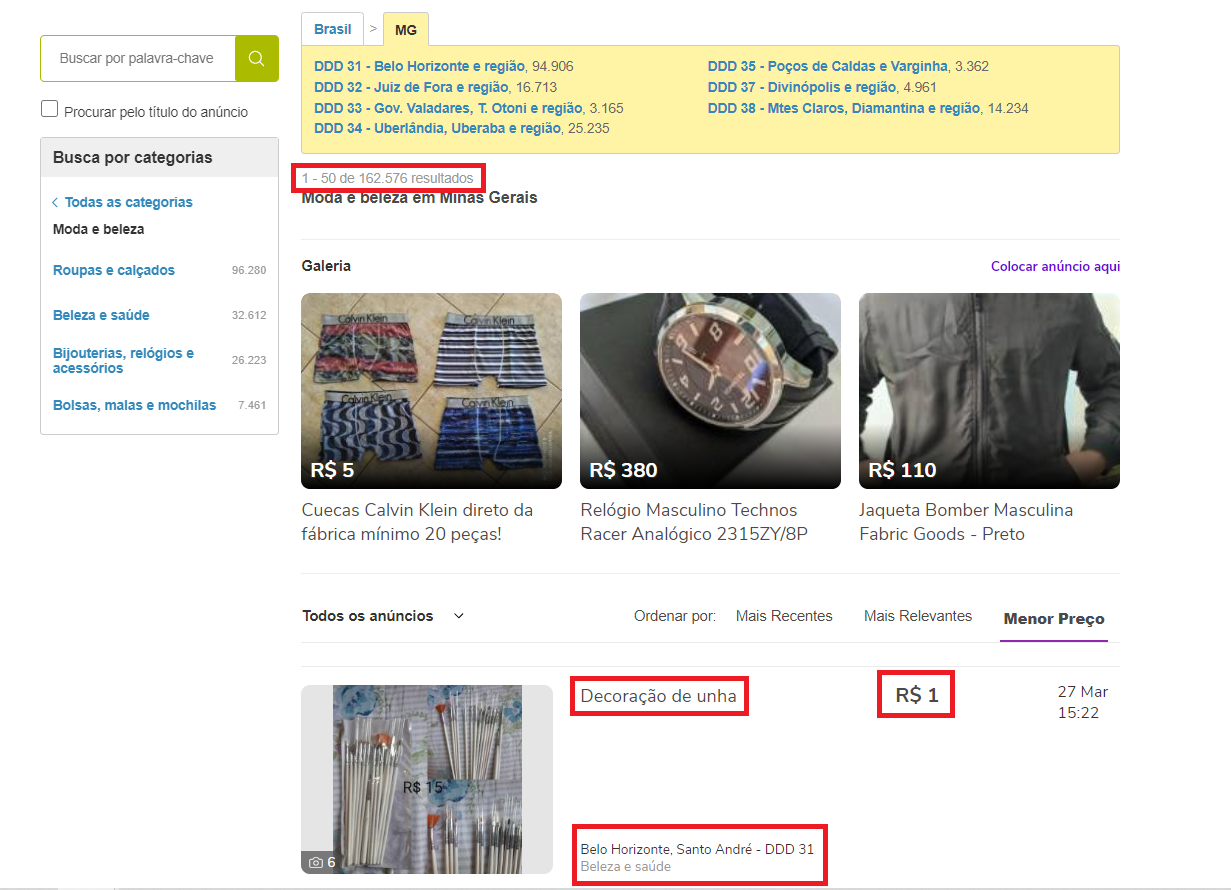 Brasil > MG
Buscar por palavra-chave
Procurar pelo título do anúncio
DDD 31 - Belo Horizonte e região, 94.906
DDD 32 - Juiz de Fora e região, 16.713
DDD 33 - Gov. Valadares, T. Otoni e região, 3.165
DDD 34 - Uberlândia, Uberaba e região, 25.235
DDD 35 - Poços de Caldas e Varginha, 3.362
DDD 37 - Divinópolis e região, 4.961
DDD 38 - Mtes Claros, Diamantina e região, 14.234
Busca por categorias
Todas as categorias
Moda e beleza
Roupas e calçados 96.280
Beleza e saúde 32.612
Bijouterias, relógios e
acessórios 26.223
Bolsas, malas e mochilas 7.461
1 - 50 de 162.576 resultados
Moda e beleza em Minas Gerais
Galeria
Colocar anúncio aqui
Calvin Klein
Calvin Klein
Calvin Klein
Calvin Klein
R$ 5
R$ 380
R$ 110
Cuecas Calvin Klein direto da
fábrica mínimo 20 peças!
Relógio Masculino Technos
Racer Analógico 2315ZY/8P
Jaqueta Bomber Masculina
Fabric Goods - Preto
Todos os anúncios
Ordenar por: Mais Recentes Mais Relevantes Menor Preço
R$ 15
6
Decoração de unha
R$ 1
27 Mar
15:22
Belo Horizonte, Santo André - DDD 31
Beleza e saúde